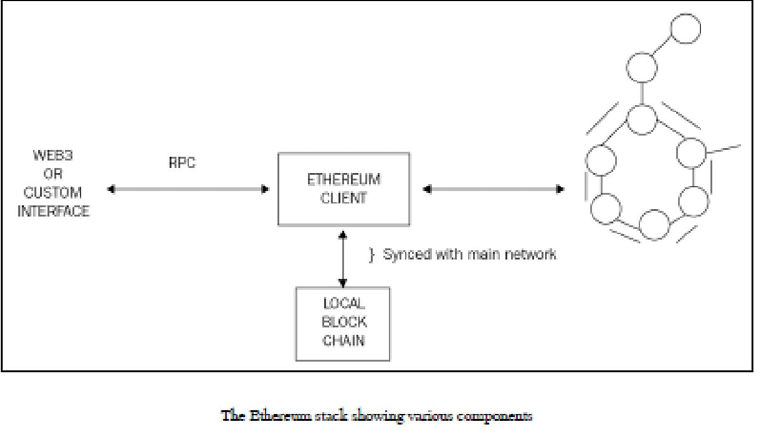 WEB3
OR
CUSTOM
INTERFACE
RPC
ETHEREUM
CLIENT
} Synced with main network
LOCAL
BLOCK
CHAIN
The Ethereum stack showing various components